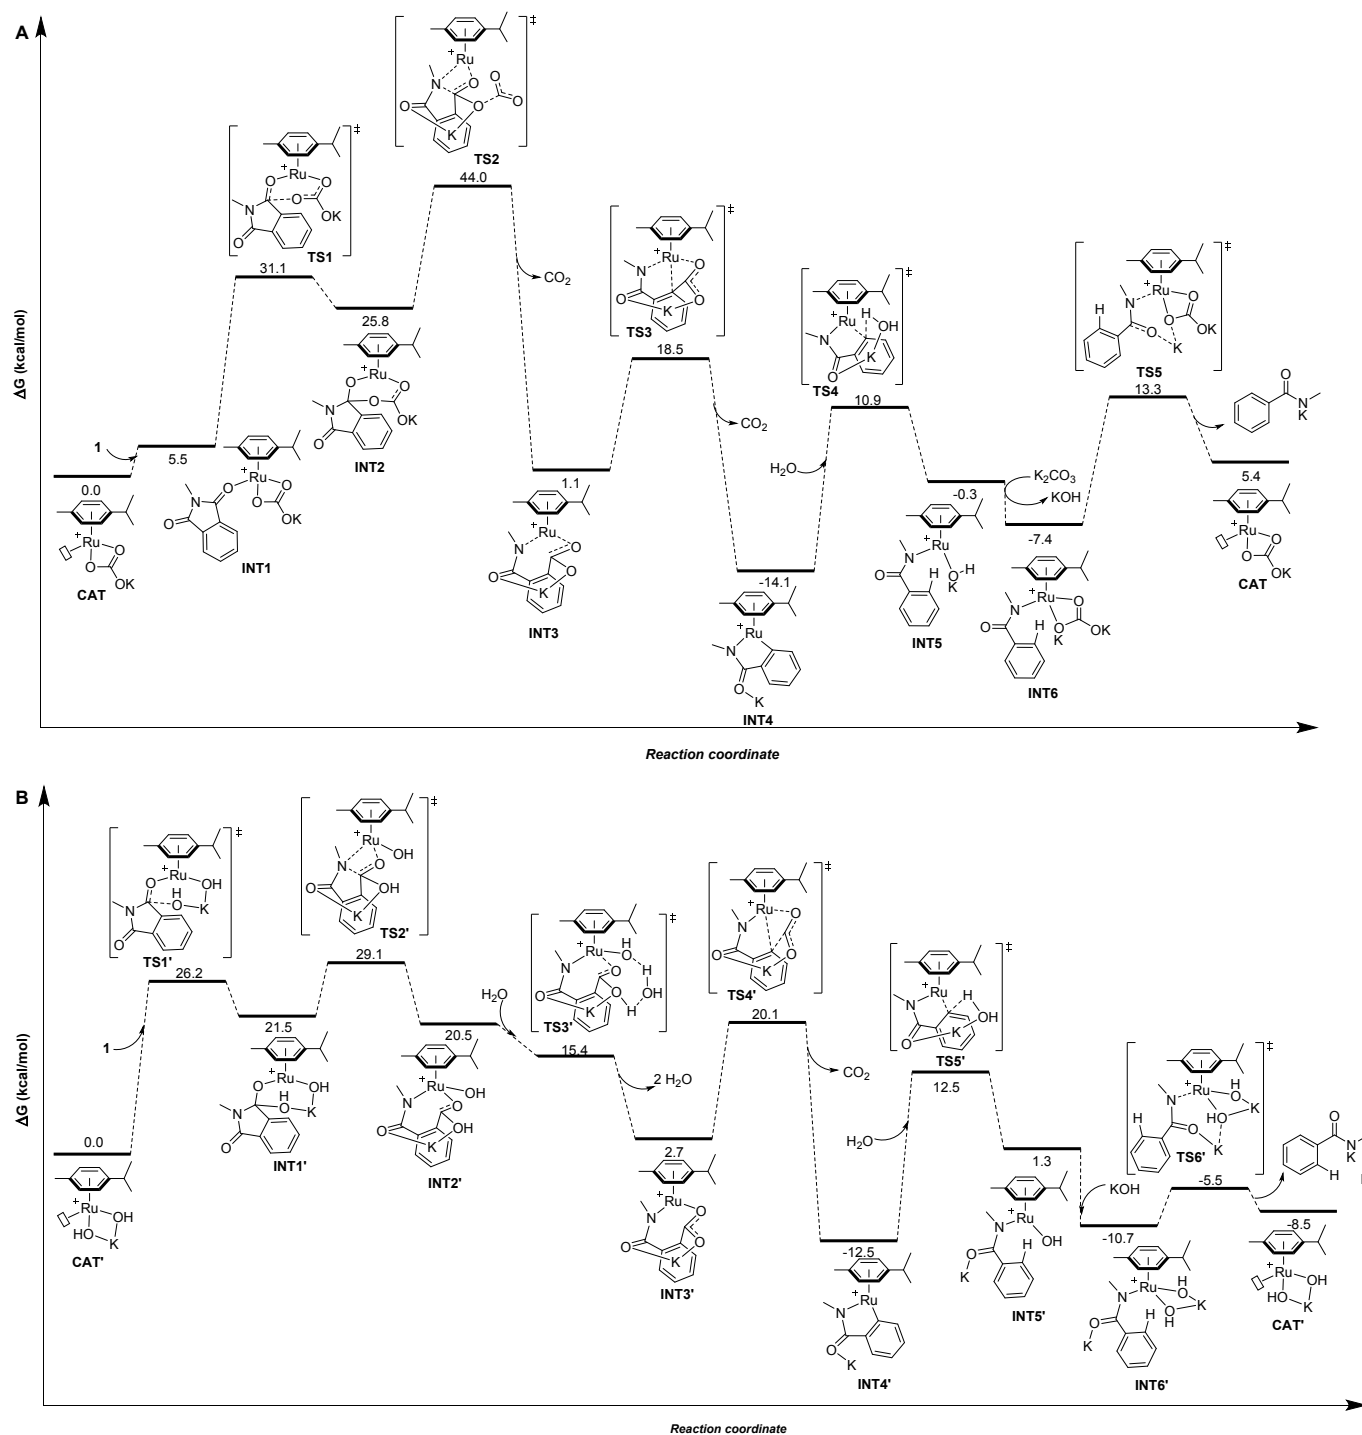 A
ΔG (kcal/mol)
TS1
TS2
TS3
TS4
TS5
0.0
CAT
1
5.5
INT1
31.1
25.8
INT2
44.0
CO2
1.1
INT3
18.5
CO2
-14.1
INT4
H2O
10.9
-0.3
INT5
K2CO3
KOH
-7.4
INT6
13.3
5.4
CAT
Reaction coordinate
B
ΔG (kcal/mol)
TS1'
TS2'
TS3'
TS4'
TS5'
TS6'
0.0
CAT'
1
26.2
21.5
INT1'
29.1
20.5
INT2'
H2O
15.4
2 H2O
2.7
INT3'
20.1
CO2
-12.5
INT4'
H2O
12.5
1.3
INT5'
KOH
-10.7
INT6'
-5.5
-8.5
CAT'
Reaction coordinate